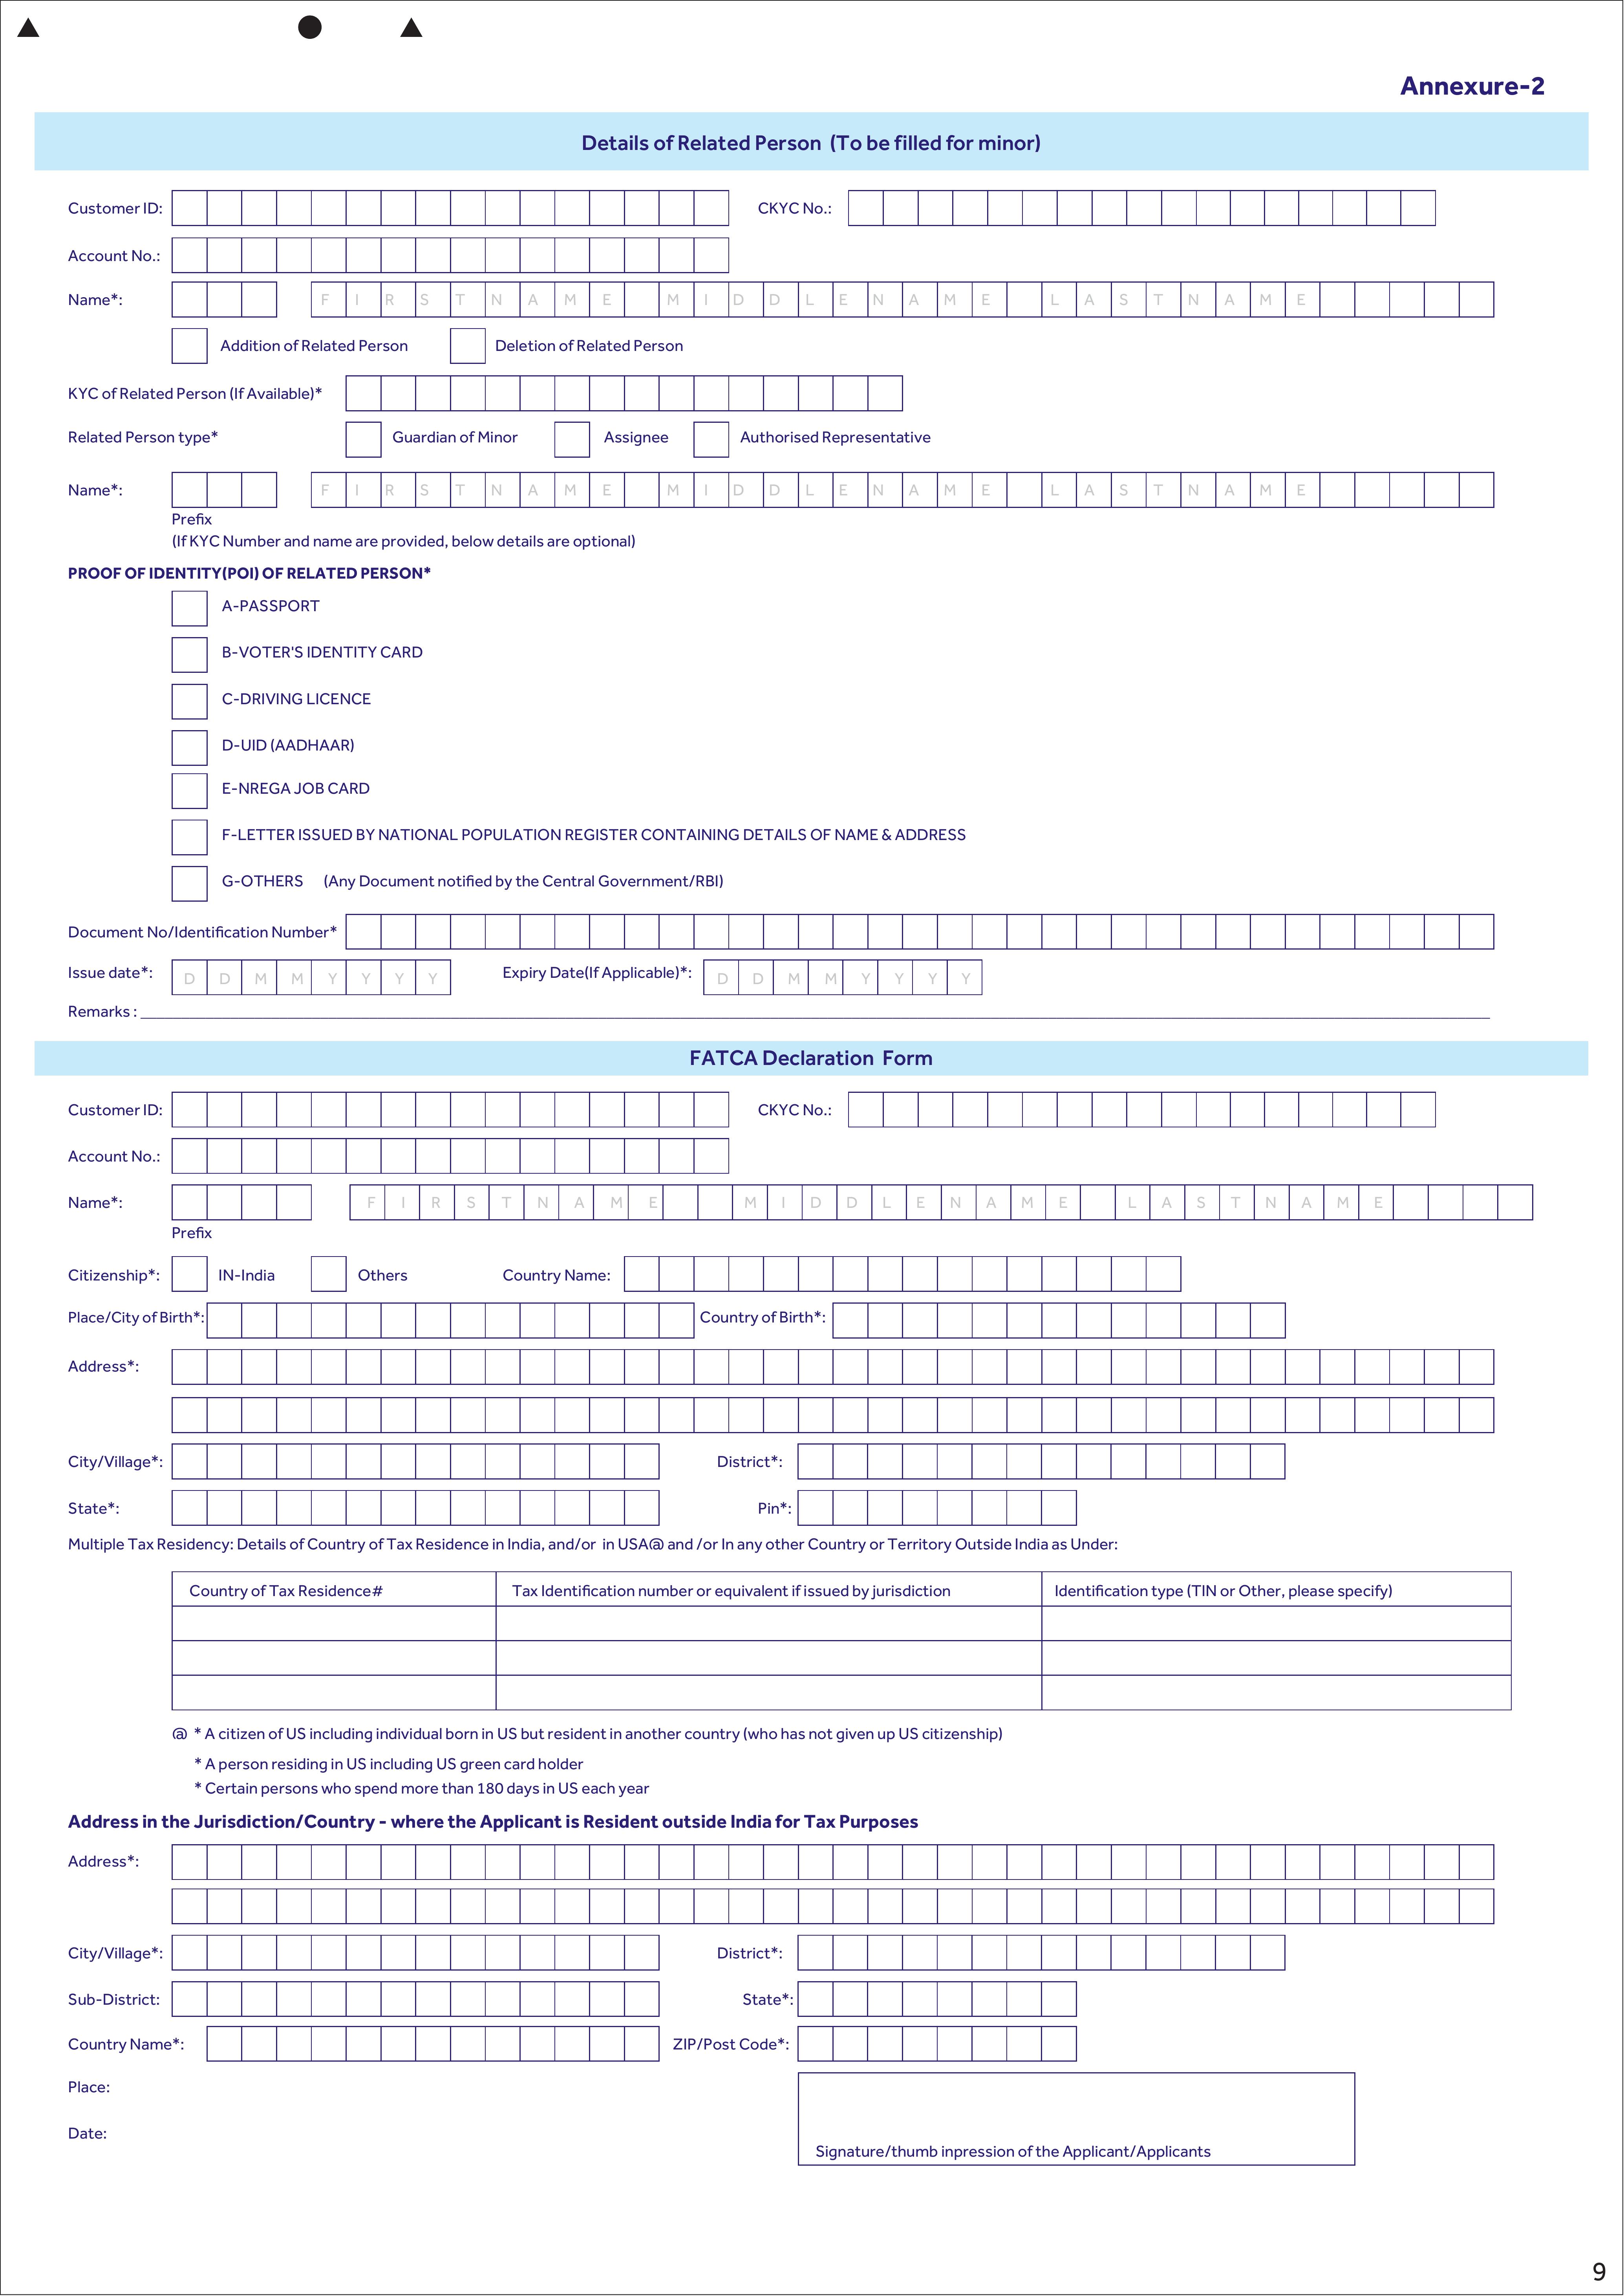 Annexure-2
Details of Related Person (To be filled for minor)
Customer ID: CKYC No.:
Account No.:
Name*: F I R S T N A M E M I D D L E N A M E L A S T N A M E
Addition of Related Person Deletion of Related Person
KYC of Related Person (If Available)*
Related Person type* Guardian of Minor Assignee Authorised Representative
Name*: F I R S T N A M E M I D D L E N A M E L A S T N A M E
Prefix
(If KYC Number and name are provided, below details are optional)
PROOF OF IDENTITY(POI) OF RELATED PERSON*
A-PASSPORT
B-VOTER'S IDENTITY CARD
C-DRIVING LICENCE
D-UID (AADHAAR)
E-NREGA JOB CARD
F-LETTER ISSUED BY NATIONAL POPULATION REGISTER CONTAINING DETAILS OF NAME & ADDRESS
G-OTHERS (Any Document notified by the Central Government/RBI)
Document No/Identification Number*
Issue date*: D D M M Y Y Y Y Expiry Date(If Applicable)*: D D M M Y Y Y Y
Remarks :
FATCA Declaration Form
Customer ID: CKYC No.:
Account No.:
Name*: F I R S T N A M E M I D D L E N A M E L A S T N A M E
Prefix
Citizenship*: IN-India Others Country Name:
Place/City of Birth*: Country of Birth*:
Address*:
City/Village*: District*:
State*: Pin*:
Multiple Tax Residency: Details of Country of Tax Residence in India, and/or in USA@ and /or In any other Country or Territory Outside India as Under:
Country of Tax Residence# Tax Identification number or equivalent if issued by jurisdiction Identification type (TIN or Other, please specify)
@ * A citizen of US including individual born in US but resident in another country (who has not given up US citizenship)
* A person residing in US including US green card holder
* Certain persons who spend more than 180 days in US each year
Address in the Jurisdiction/Country - where the Applicant is Resident outside India for Tax Purposes
Address*:
City/Village*: District*:
Sub-District: State*:
Country Name*: ZIP/Post Code*:
Place:
Date:
Signature/thumb inpression of the Applicant/Applicants
9